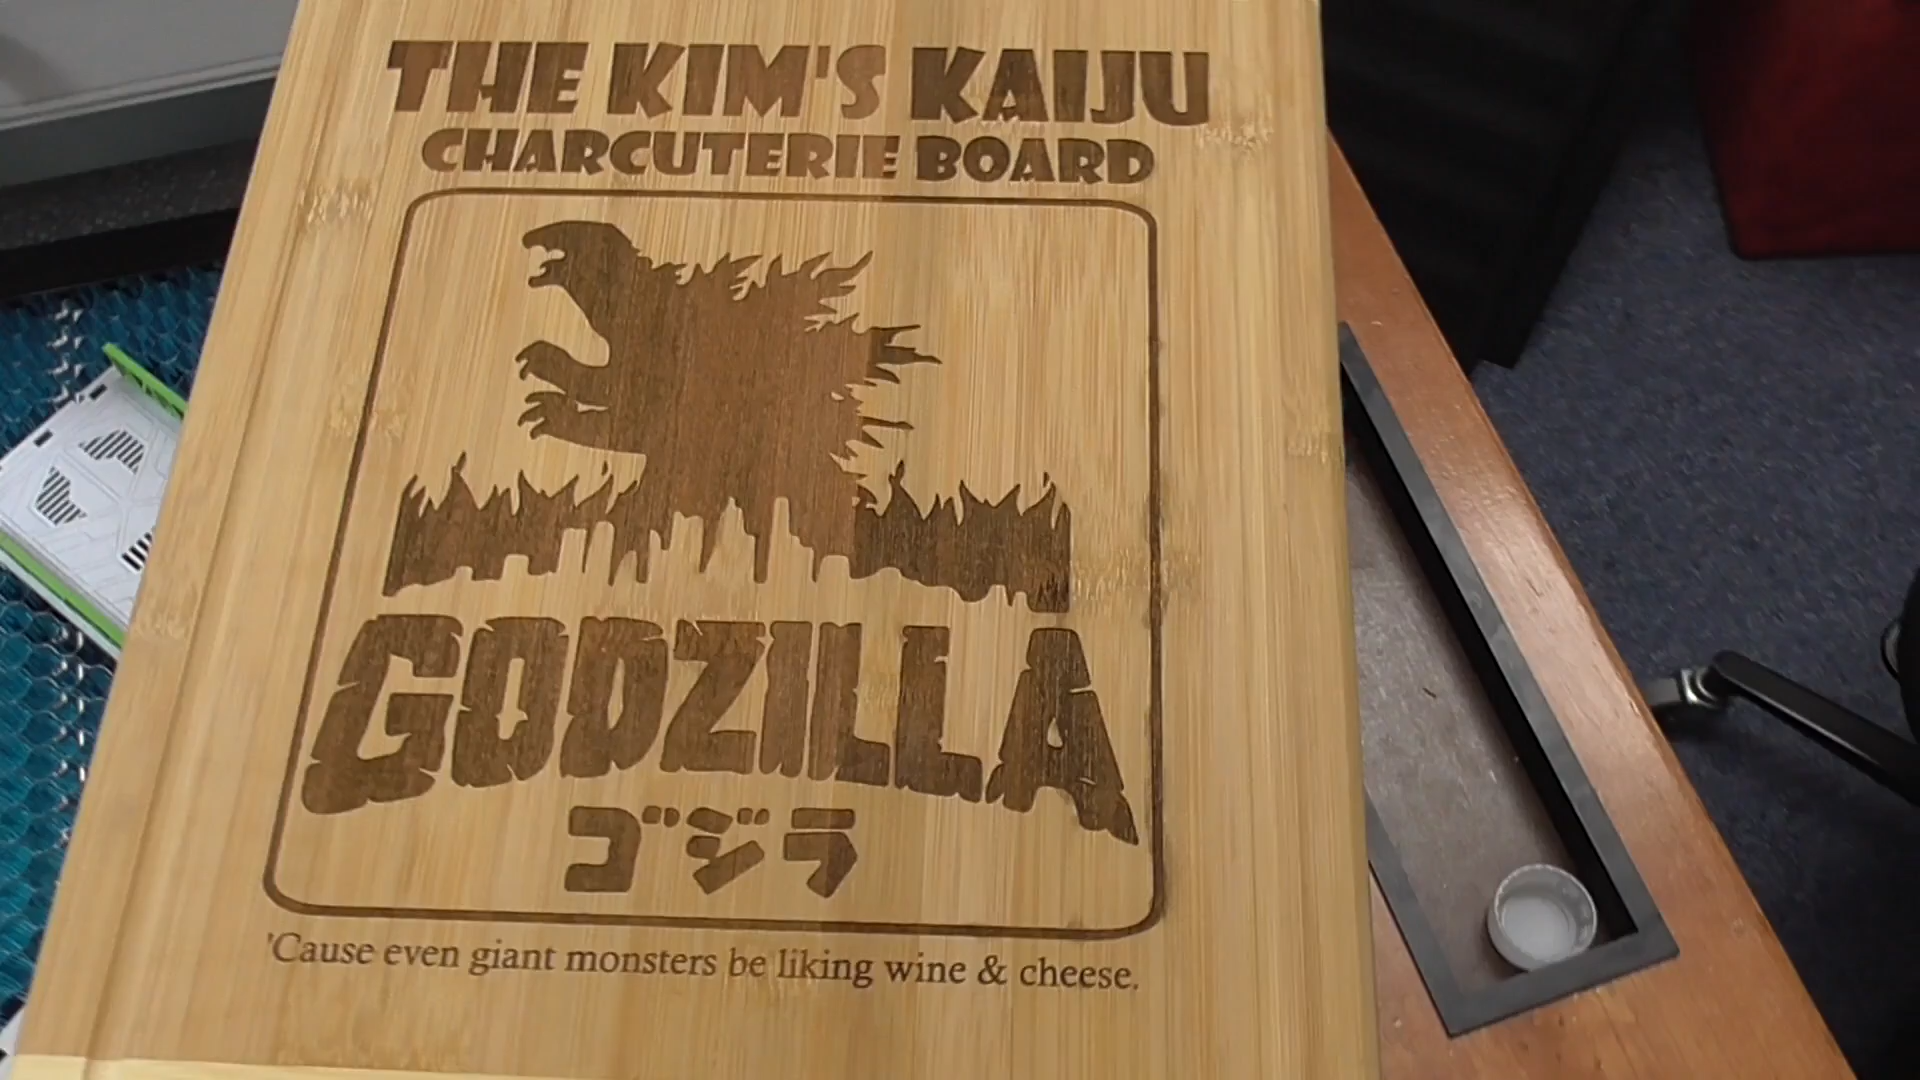 THE KIM'S KAIJU
CHARCUTERIE BOARD
GODZILLA
ゴジラ
'Cause even giant monsters be liking wine & cheese.